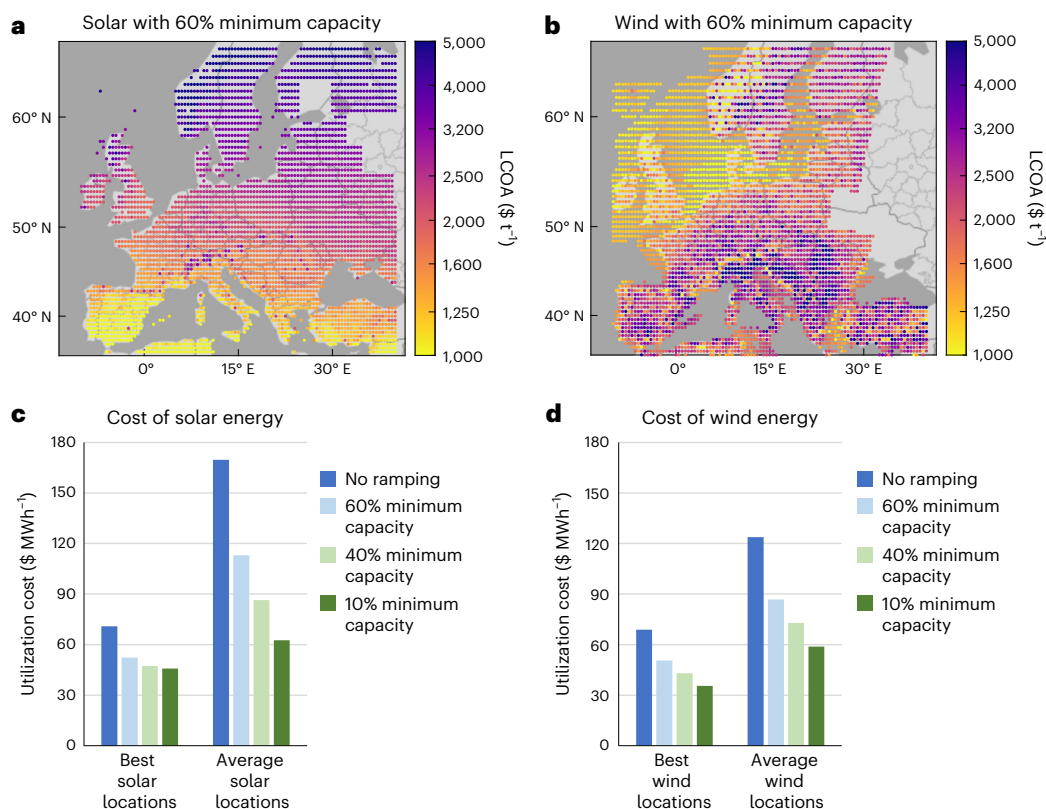 a
Solar with 60% minimum capacity
60° N
50° N
40° N
0°
15° E
30° E
5,000
4,000
3,200
2,500
2,000
1,600
1,250
1,000
LCOA ($ t⁻¹)
b
Wind with 60% minimum capacity
60° N
50° N
40° N
0°
15° E
30° E
5,000
4,000
3,200
2,500
2,000
1,600
1,250
1,000
LCOA ($ t⁻¹)
c
Cost of solar energy
Utilization cost ($ MWh⁻¹)
180
150
120
90
60
30
0
Best
solar
locations
Average
solar
locations
No ramping
60% minimum
capacity
40% minimum
capacity
10% minimum
capacity
d
Cost of wind energy
Utilization cost ($ MWh⁻¹)
180
150
120
90
60
30
0
Best
wind
locations
Average
wind
locations
No ramping
60% minimum
capacity
40% minimum
capacity
10% minimum
capacity